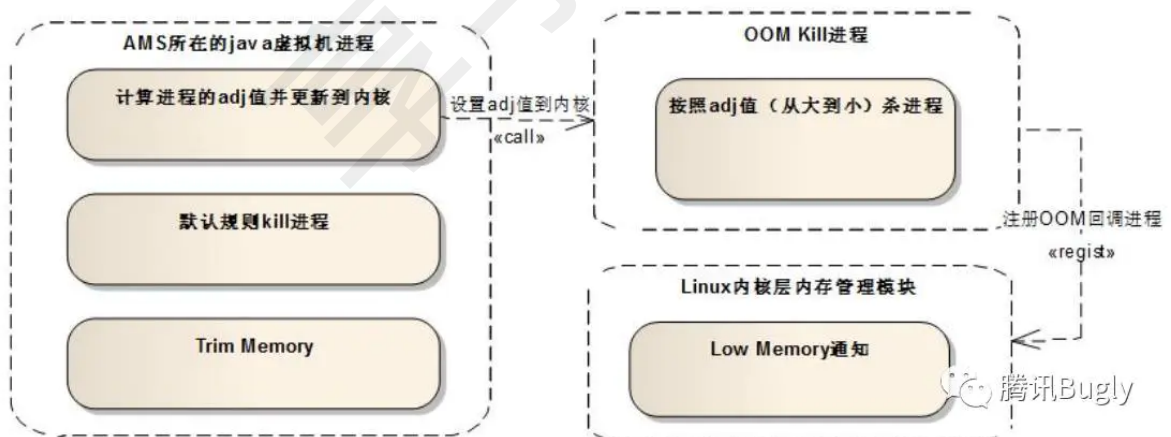 AMS所在的java虚拟机进程
计算进程的adj值并更新到内核
默认规则kill进程
Trim Memory
设置adj值到内核
«call»
OOM Kill进程
按照adj值（从大到小）杀进程
注册OOM回调进程
«regist»
Linux内核层内存管理模块
Low Memory通知
腾讯Bugly